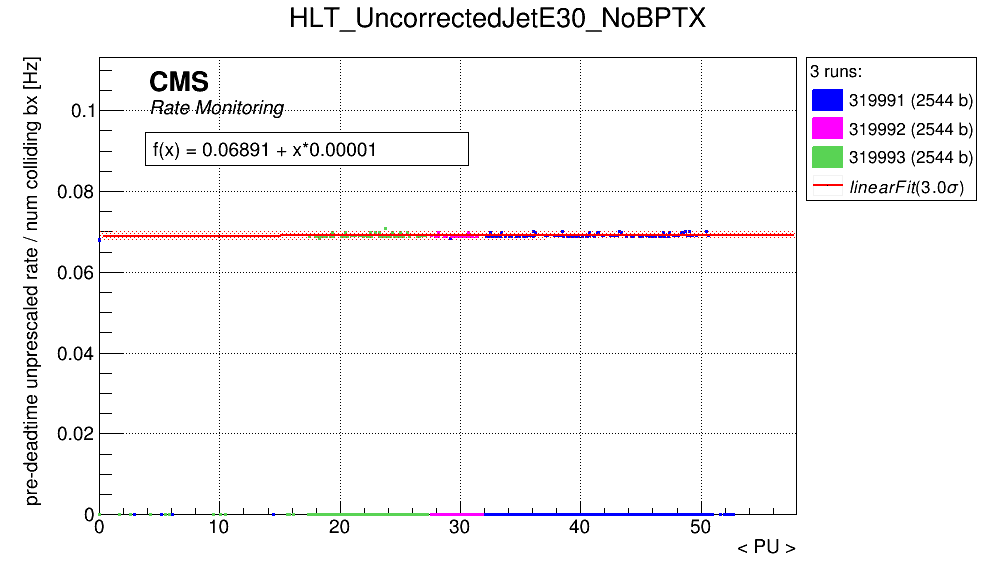 HLT_UncorrectedJetE30_NoBPTX
pre-deadtime unprescaled rate / num colliding bx [Hz]
CMS
Rate Monitoring
f(x) = 0.06891 + x*0.00001
0.1
0.08
0.06
0.04
0.02
0
0 10 20 30 40 50
< PU >
3 runs:
319991 (2544 b)
319992 (2544 b)
319993 (2544 b)
linearFit(3.0σ)